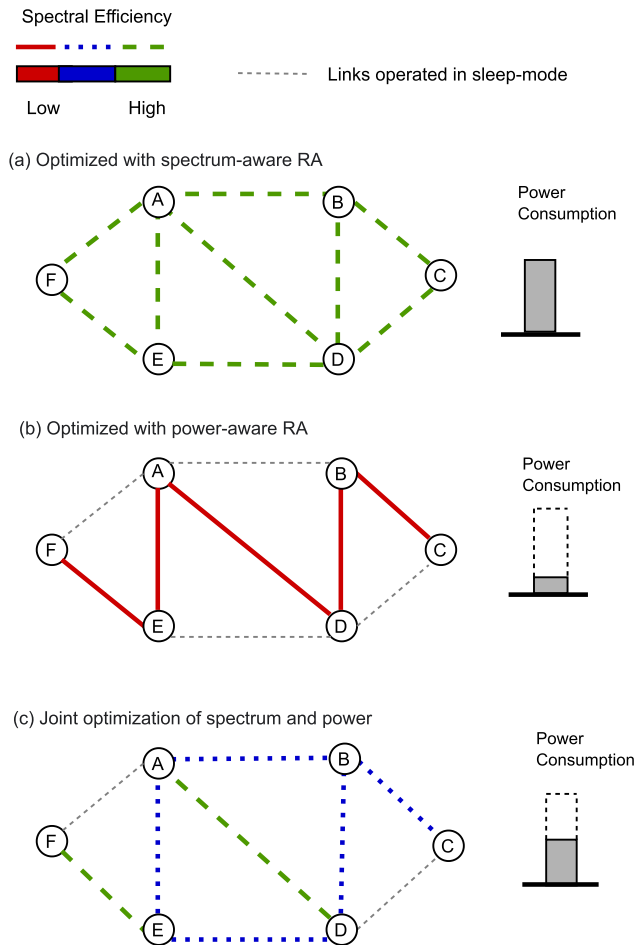 Spectral Efficiency
Links operated in sleep-mode
Low
High
(a) Optimized with spectrum-aware RA
A
B
F
C
E
D
Power
Consumption
(b) Optimized with power-aware RA
A
B
F
C
E
D
Power
Consumption
(c) Joint optimization of spectrum and power
A
B
F
C
E
D
Power
Consumption